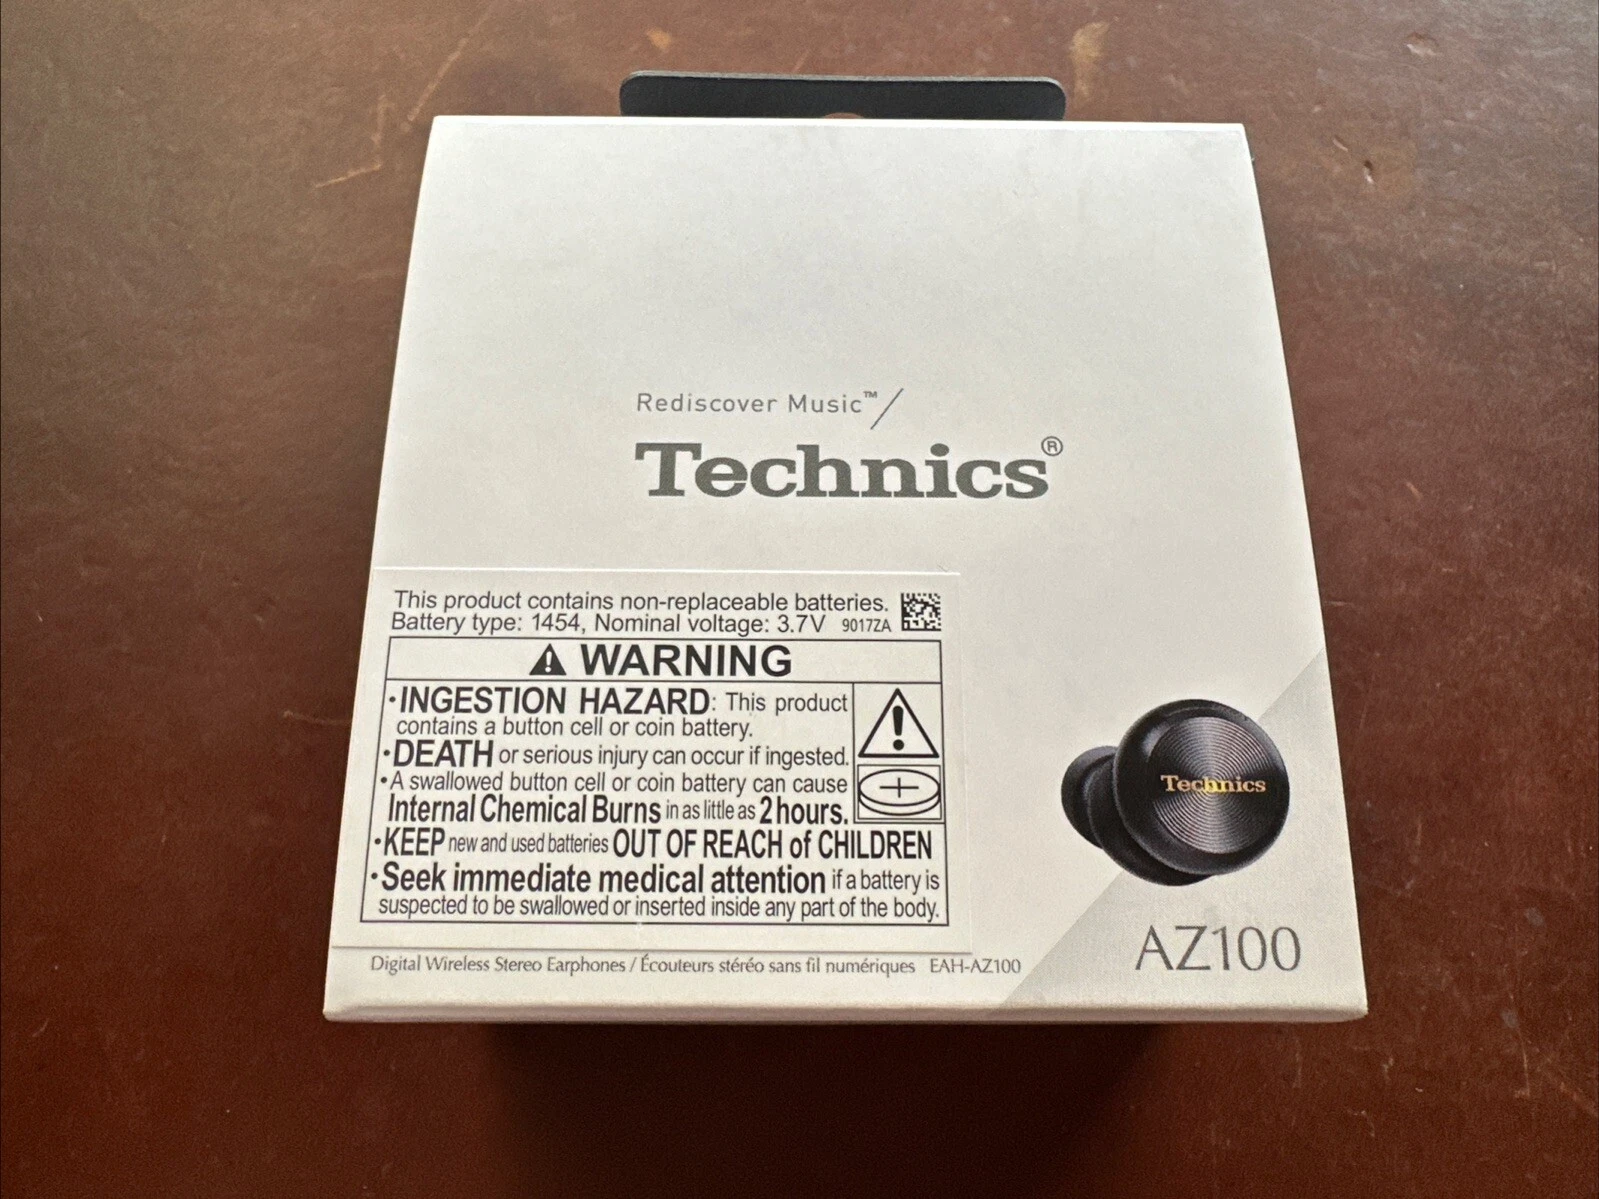 Rediscover Music™/
Technics®
This product contains non-replaceable batteries.
Battery type: 1454, Nominal voltage: 3.7V 9017ZA
WARNING
•INGESTION HAZARD: This product
contains a button cell or coin battery.
•DEATH or serious injury can occur if ingested.
•A swallowed button cell or coin battery can cause
Internal Chemical Burns in as little as 2 hours.
•KEEP new and used batteries OUT OF REACH of CHILDREN
•Seek immediate medical attention if a battery is
suspected to be swallowed or inserted inside any part of the body.
Technics
AZ100
Digital Wireless Stereo Earphones / Écouteurs stéréo sans fil numériques EAH-AZ100